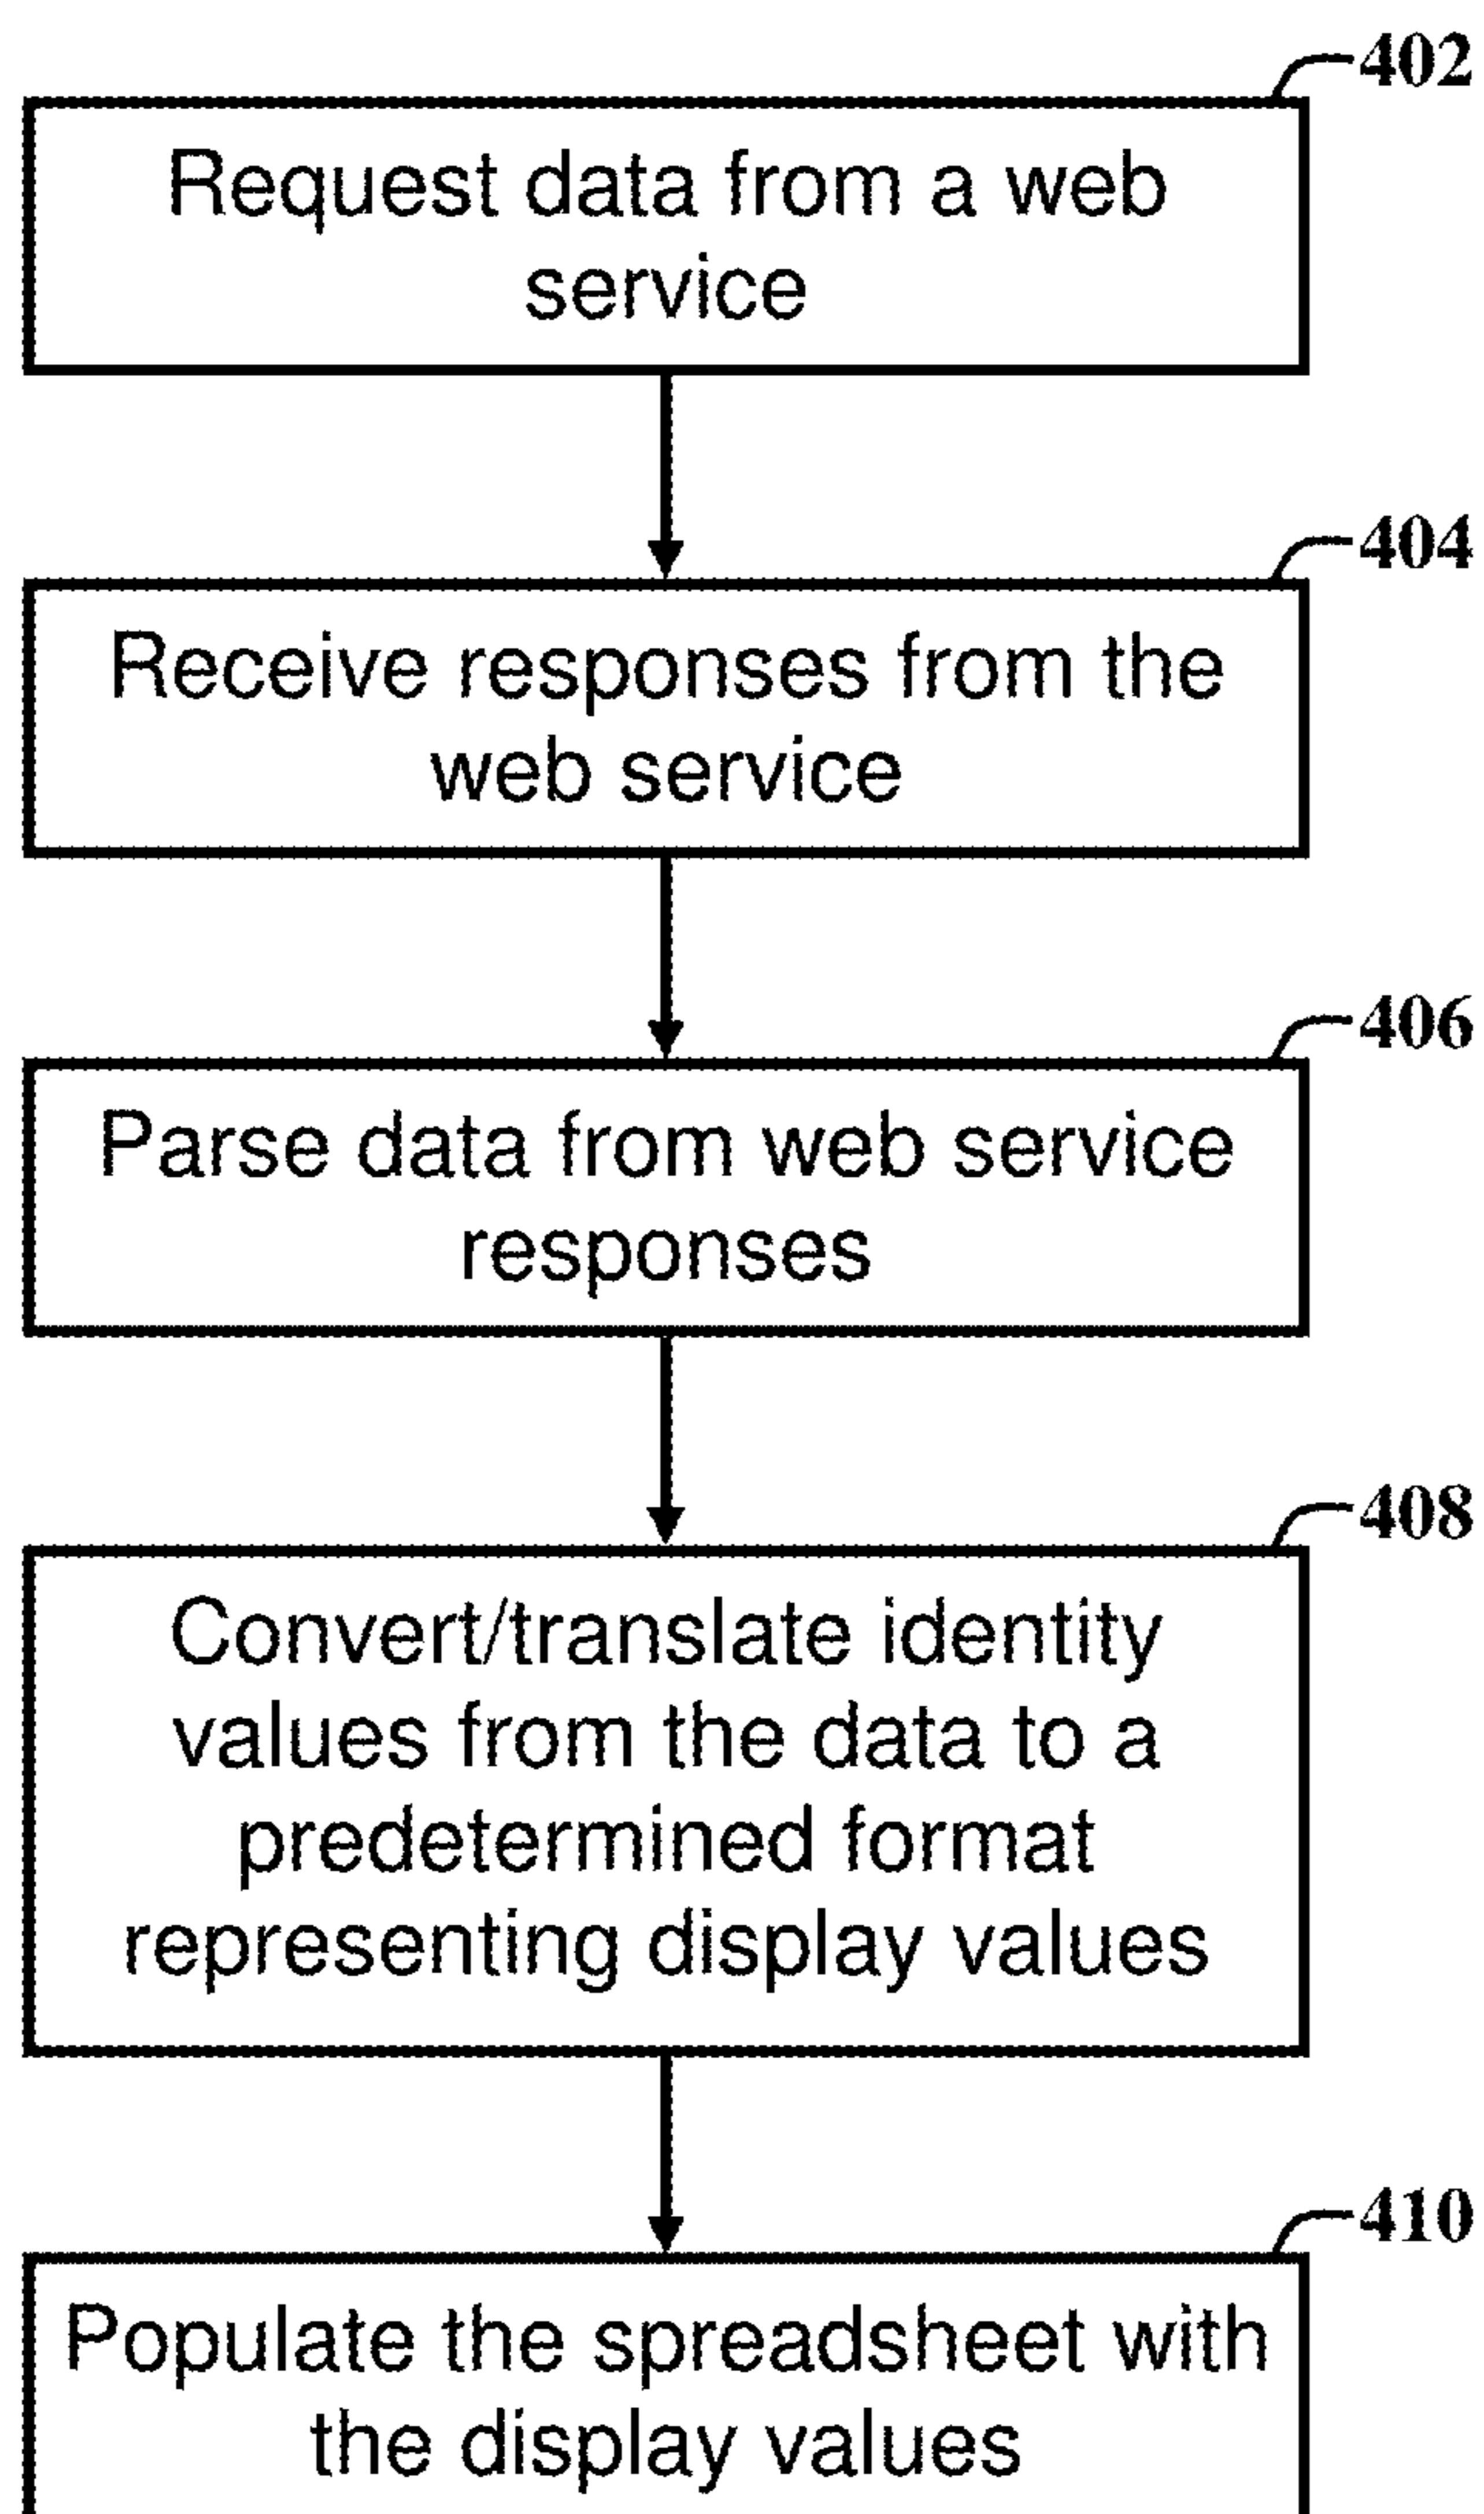 402
Request data from a web
service
404
Receive responses from the
web service
406
Parse data from web service
responses
408
Convert/translate identity
values from the data to a
predetermined format
representing display values
410
Populate the spreadsheet with
the display values